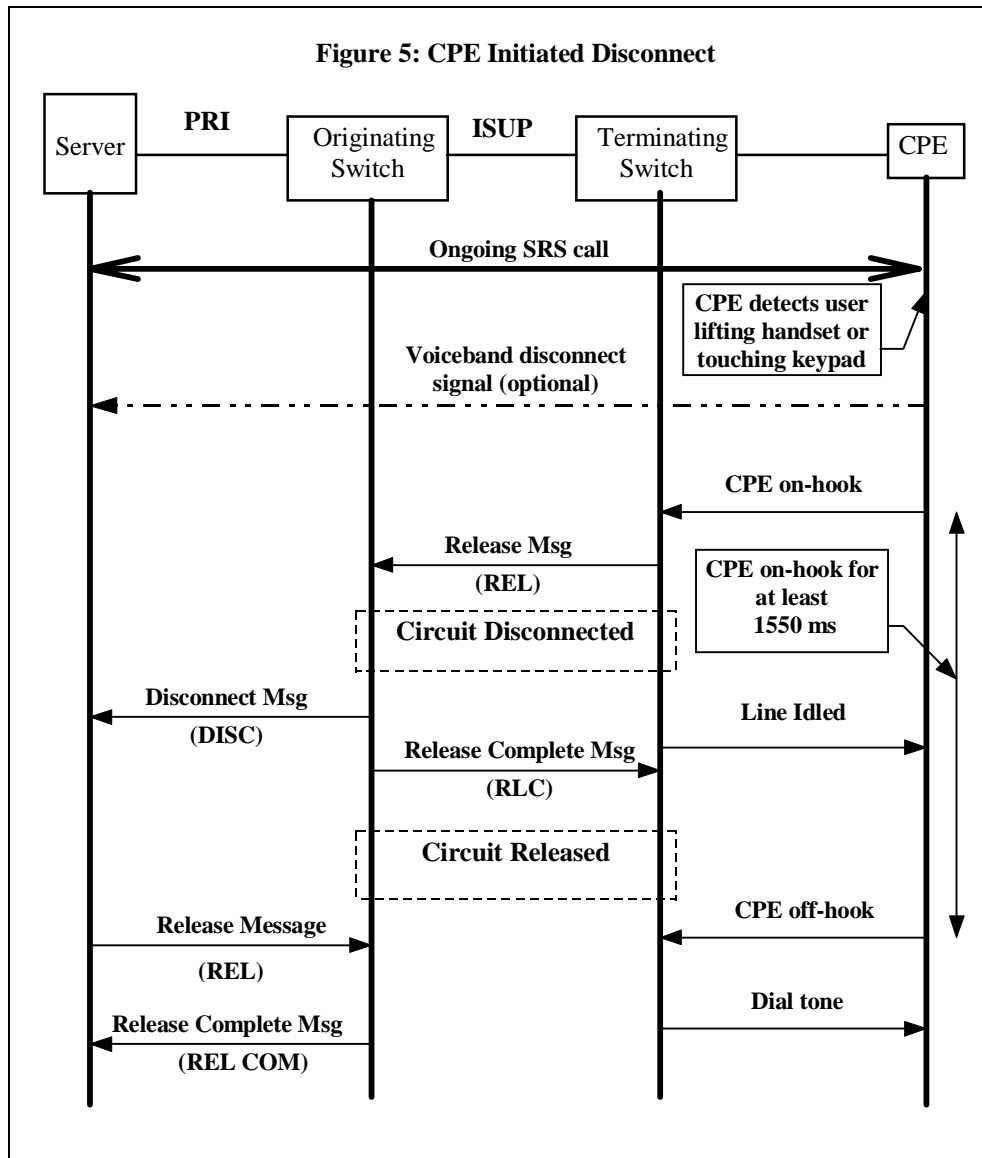 Figure 5: CPE Initiated Disconnect
PRI
ISUP
Server
Originating
Switch
Terminating
Switch
CPE
Ongoing SRS call
CPE detects user
lifting handset or
touching keypad
Voiceband disconnect
signal (optional)
CPE on-hook
Release Msg
(REL)
CPE on-hook for
at least
1550 ms
Circuit Disconnected
Disconnect Msg
(DISC)
Line Idled
Release Complete Msg
(RLC)
Circuit Released
CPE off-hook
Release Message
(REL)
Dial tone
Release Complete Msg
(REL COM)